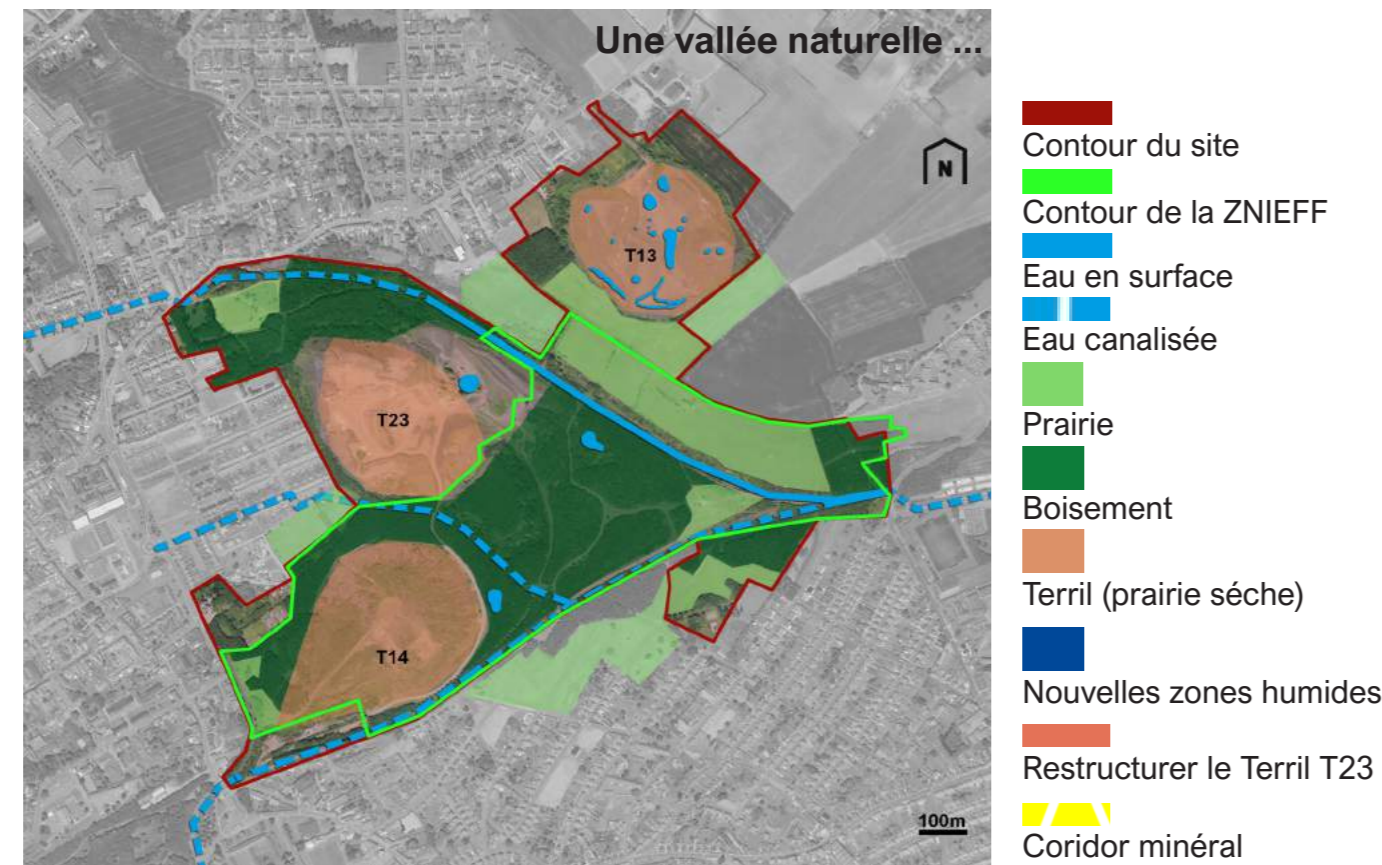 Une vallée naturelle ...
N
T13
T23
T14
100m
Contour du site
Contour de la ZNIEFF
Eau en surface
Eau canalisée
Prairie
Boisement
Terril (prairie séche)
Nouvelles zones humides
Restructurer le Terril T23
Coridor minéral